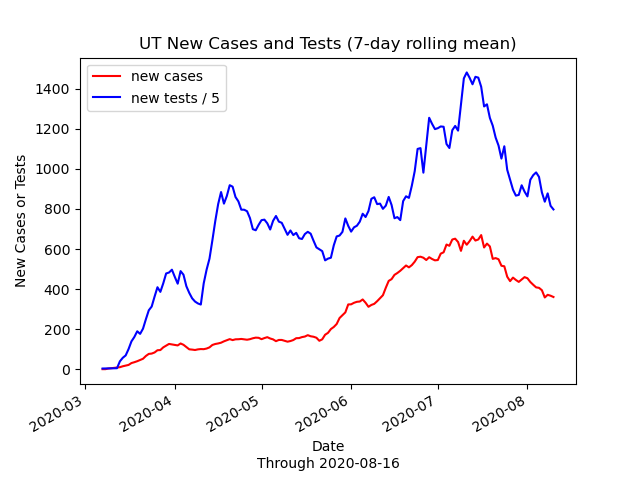 UT New Cases and Tests (7-day rolling mean)
new cases
new tests / 5
New Cases or Tests
1400
1200
1000
800
600
400
200
0
2020-03
2020-04
2020-05
2020-06
2020-07
2020-08
Date
Through 2020-08-16